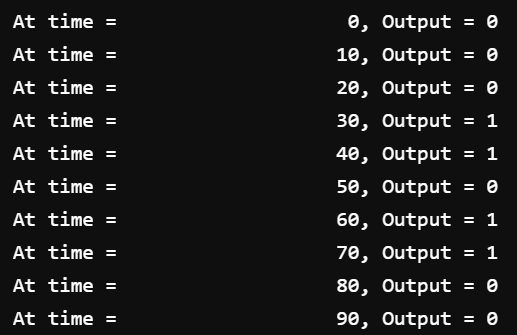 At time =                    0, Output = 0
At time =                   10, Output = 0
At time =                   20, Output = 0
At time =                   30, Output = 1
At time =                   40, Output = 1
At time =                   50, Output = 0
At time =                   60, Output = 1
At time =                   70, Output = 1
At time =                   80, Output = 0
At time =                   90, Output = 0